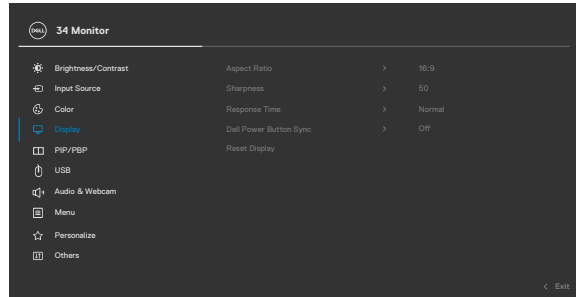 DELL
34 Monitor
Brightness/Contrast
Input Source
Color
Display
PIP/PBP
USB
Audio & Webcam
Menu
Personalize
Others
Aspect Ratio > 16:9
Sharpness > 50
Response Time > Normal
Dell Power Button Sync > Off
Reset Display
< Exit